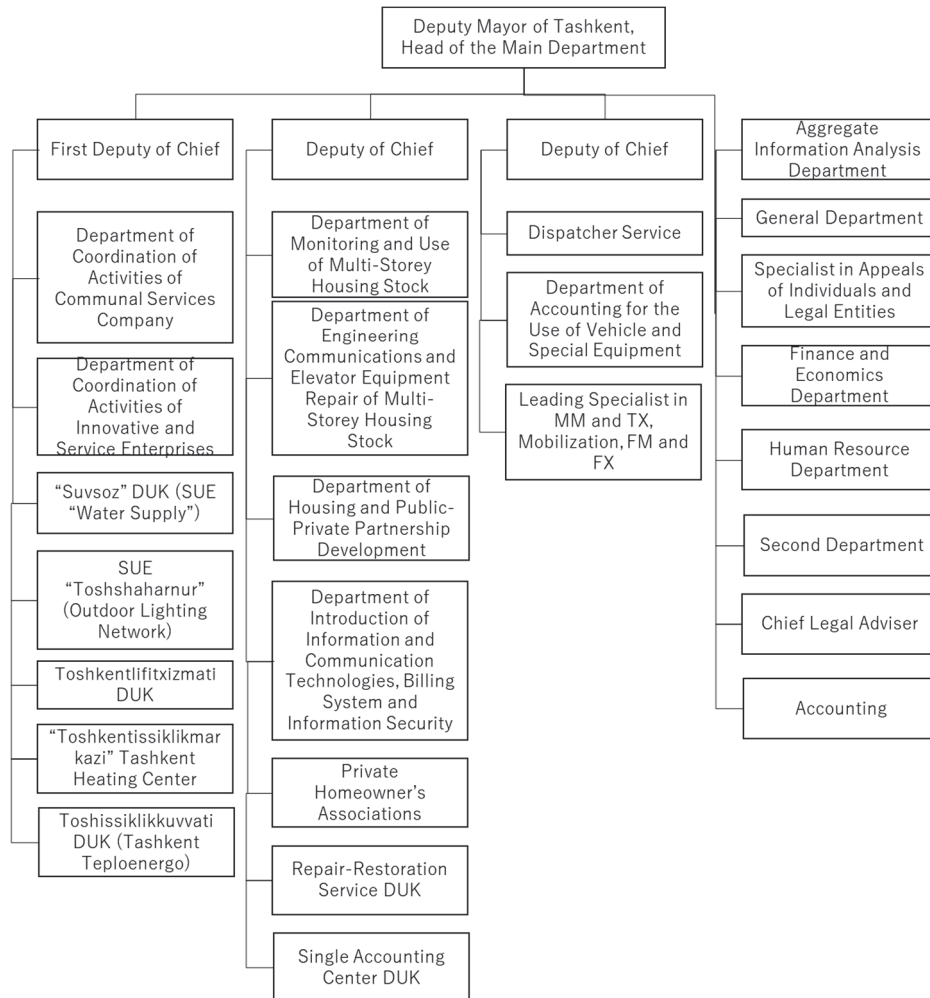 Deputy Mayor of Tashkent,
Head of the Main Department
First Deputy of Chief
Department of
Coordination of
Activities of
Communal Services
Company
Department of
Coordination of
Activities of
Innovative and
Service Enterprises
“Suvsoz” DUK (SUE
“Water Supply”)
SUE
“Toshshaharnur”
(Outdoor Lighting
Network)
Toshkentlifitxizmati
DUK
“Toshkentissiklikmar
kazi” Tashkent
Heating Center
Toshissiklikkuvvati
DUK (Tashkent
Teploenergo)
Deputy of Chief
Department of
Monitoring and Use
of Multi-Storey
Housing Stock
Department of
Engineering
Communications and
Elevator Equipment
Repair of Multi-
Storey Housing
Stock
Department of
Housing and Public-
Private Partnership
Development
Department of
Introduction of
Information and
Communication
Technologies, Billing
System and
Information Security
Private
Homeowner’s
Associations
Repair-Restoration
Service DUK
Single Accounting
Center DUK
Deputy of Chief
Dispatcher Service
Department of
Accounting for the
Use of Vehicle and
Special Equipment
Leading Specialist in
MM and TX,
Mobilization, FM and
FX
Aggregate
Information Analysis
Department
General Department
Specialist in Appeals
of Individuals and
Legal Entities
Finance and
Economics
Department
Human Resource
Department
Second Department
Chief Legal Adviser
Accounting